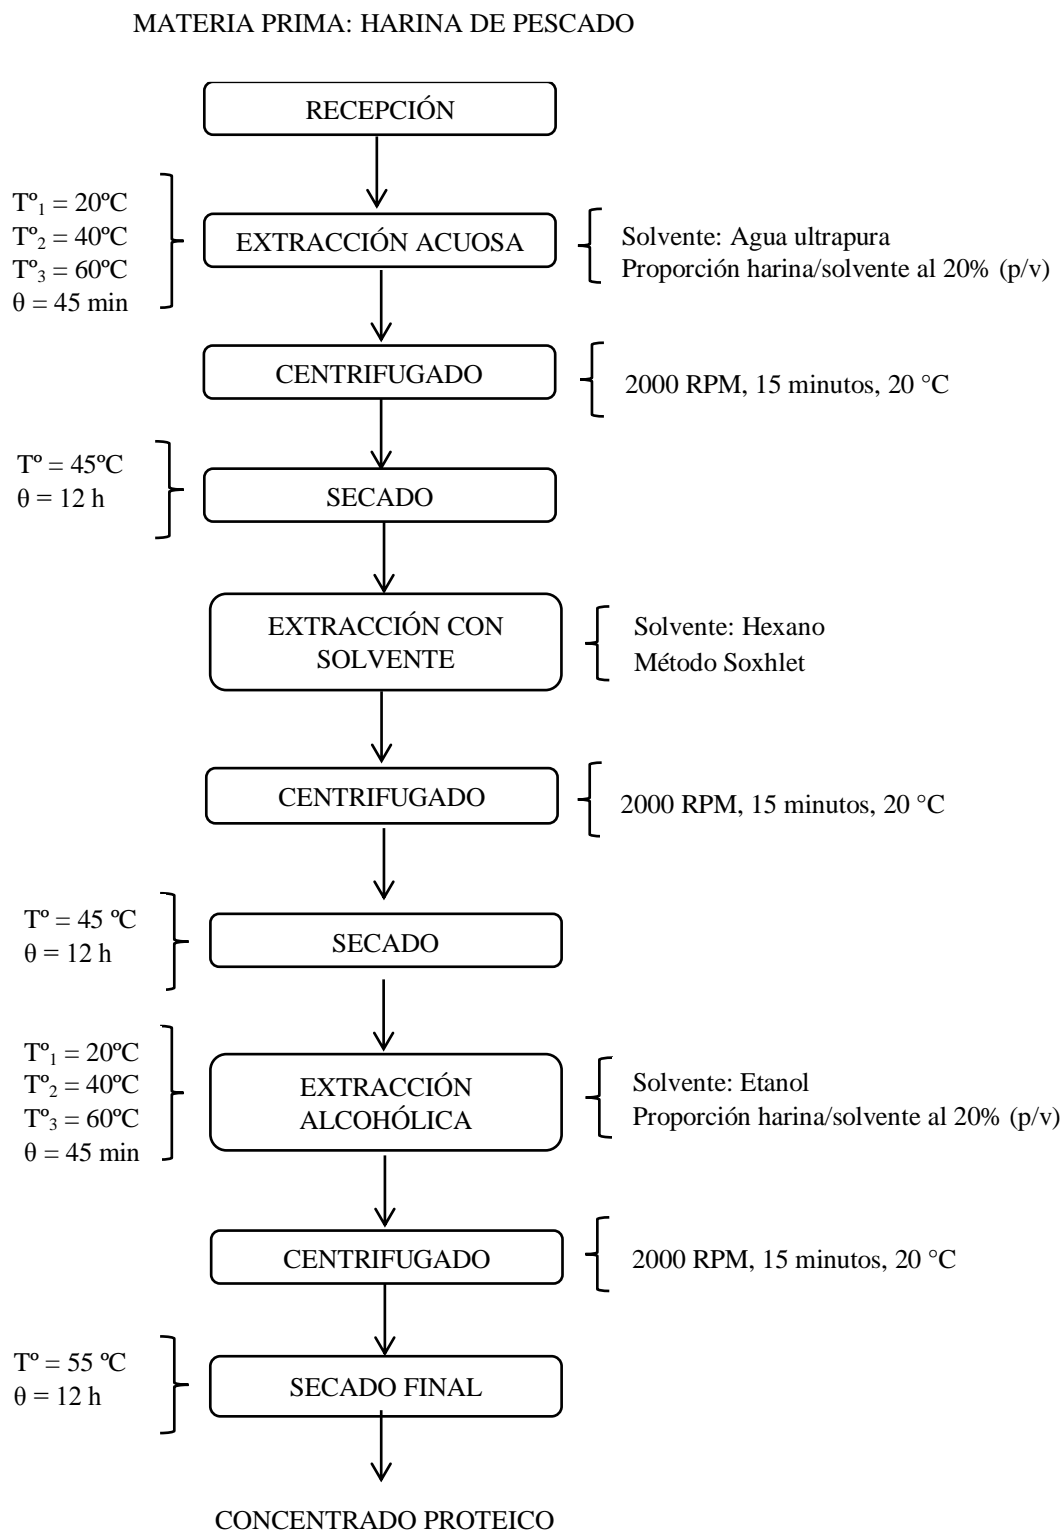 MATERIA PRIMA: HARINA DE PESCADO
RECEPCIÓN
Tº₁ = 20ºC
Tº₂ = 40ºC
Tº₃ = 60ºC
θ = 45 min
EXTRACCIÓN ACUOSA
Solvente: Agua ultrapura
Proporción harina/solvente al 20% (p/v)
CENTRIFUGADO
2000 RPM, 15 minutos, 20 °C
Tº = 45ºC
θ = 12 h
SECADO
EXTRACCIÓN CON
SOLVENTE
Solvente: Hexano
Método Soxhlet
CENTRIFUGADO
2000 RPM, 15 minutos, 20 °C
Tº = 45 ºC
θ = 12 h
SECADO
Tº₁ = 20ºC
Tº₂ = 40ºC
Tº₃ = 60ºC
θ = 45 min
EXTRACCIÓN
ALCOHÓLICA
Solvente: Etanol
Proporción harina/solvente al 20% (p/v)
CENTRIFUGADO
2000 RPM, 15 minutos, 20 °C
Tº = 55 ºC
θ = 12 h
SECADO FINAL
CONCENTRADO PROTEICO